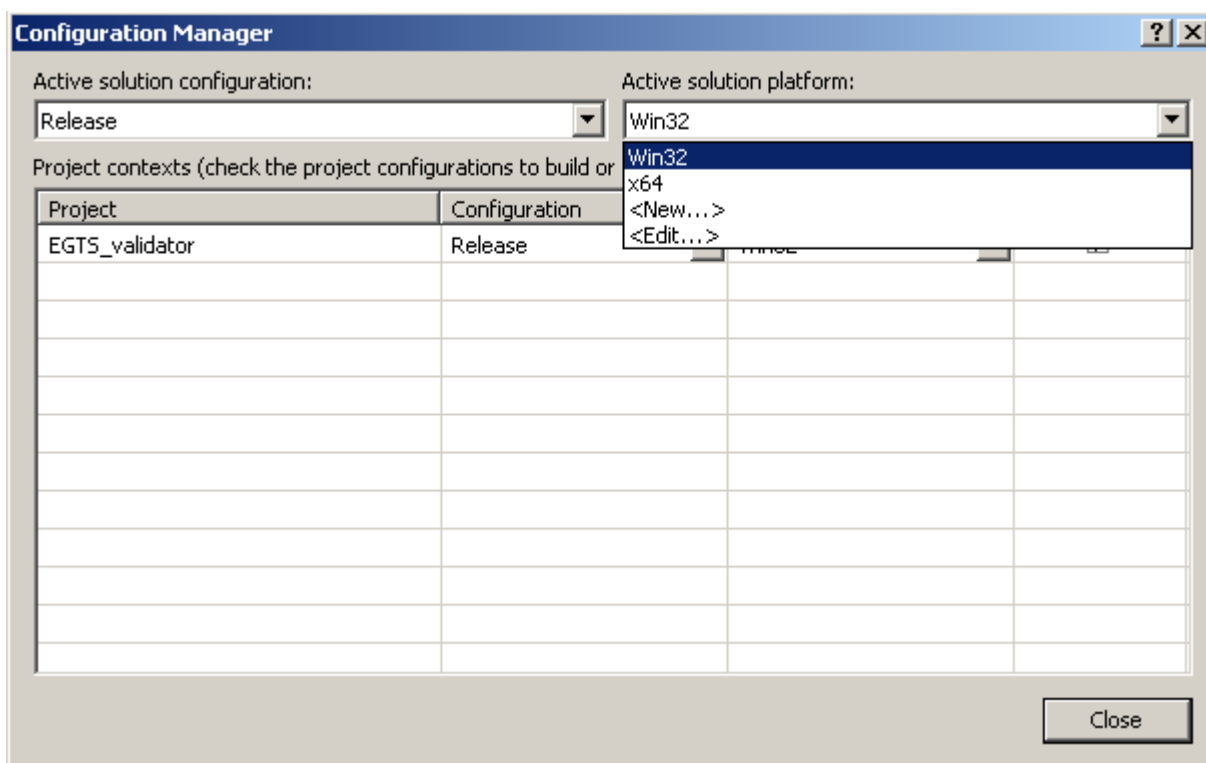 Configuration Manager
Active solution configuration: Active solution platform:
Release Win32
Win32
Project contexts (check the project configurations to build or
x64
Project Configuration <New...>
<Edit...>
EGTS_validator Release
Close